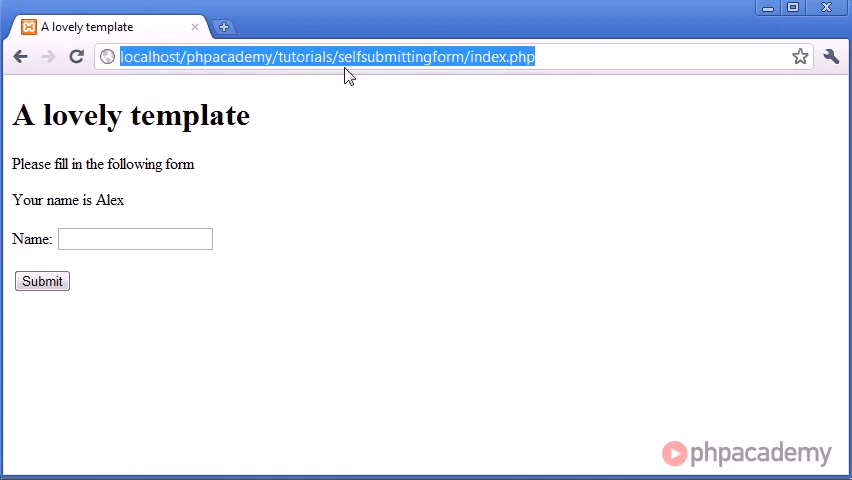 A lovely template
localhost/phpacademy/tutorials/selfsubmittingform/index.php
A lovely template
Please fill in the following form
Your name is Alex
Name:
Submit
phpacademy